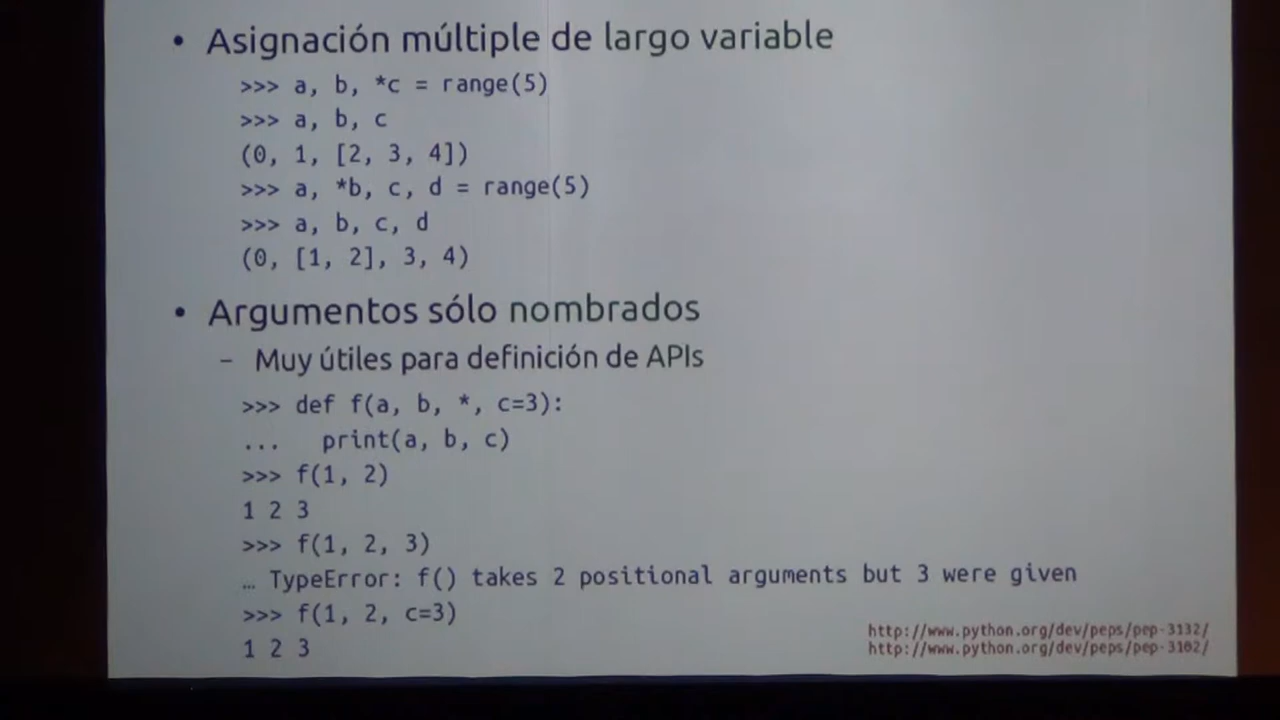 • Asignación múltiple de largo variable
>>> a, b, *c = range(5)
>>> a, b, c
(0, 1, [2, 3, 4])
>>> a, *b, c, d = range(5)
>>> a, b, c, d
(0, [1, 2], 3, 4)
• Argumentos sólo nombrados
– Muy útiles para definición de APIs
>>> def f(a, b, *, c=3):
...   print(a, b, c)
>>> f(1, 2)
1 2 3
>>> f(1, 2, 3)
… TypeError: f() takes 2 positional arguments but 3 were given
>>> f(1, 2, c=3)
1 2 3
http://www.python.org/dev/peps/pep-3132/
http://www.python.org/dev/peps/pep-3102/